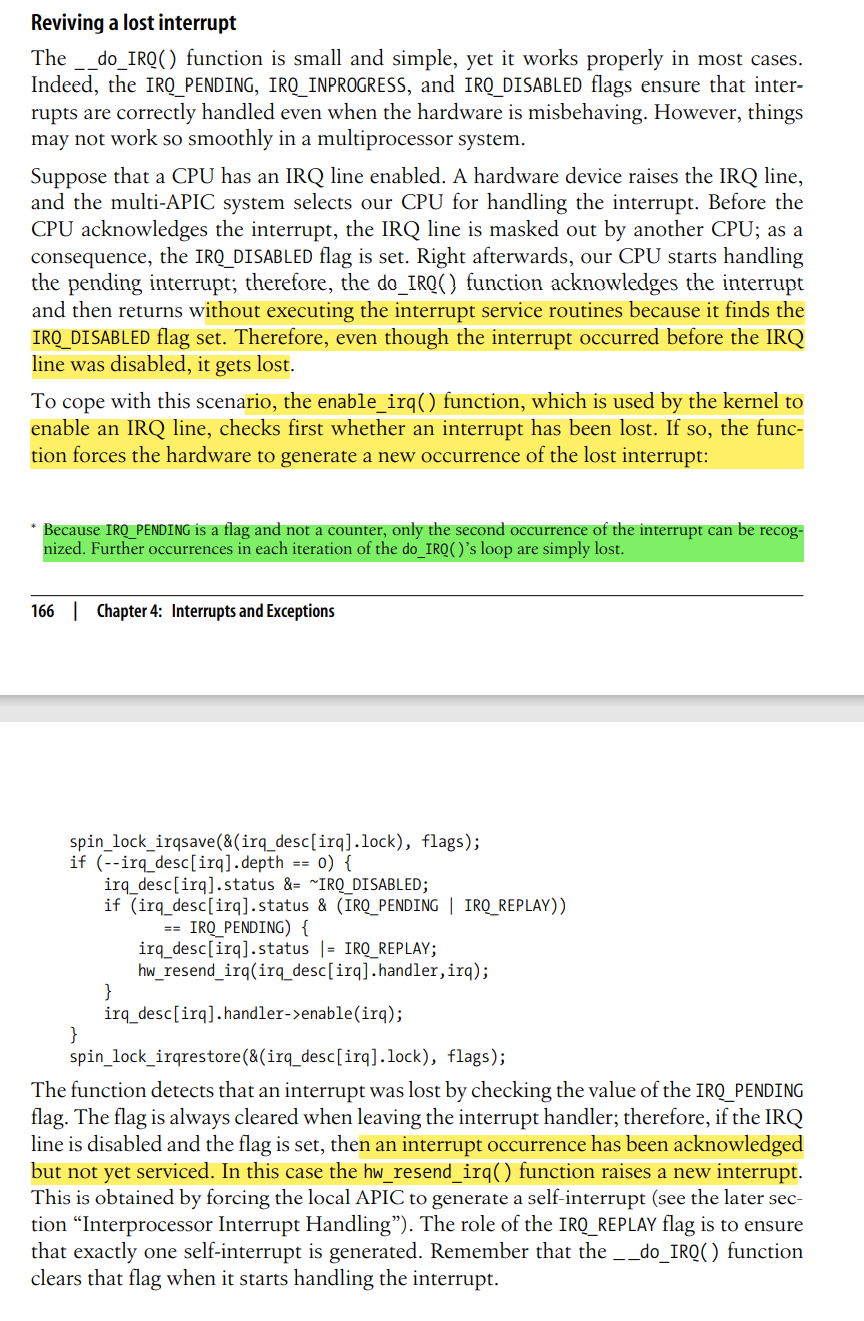 Reviving a lost interrupt
The __do_IRQ() function is small and simple, yet it works properly in most cases.
Indeed, the IRQ_PENDING, IRQ_INPROGRESS, and IRQ_DISABLED flags ensure that inter-
rupts are correctly handled even when the hardware is misbehaving. However, things
may not work so smoothly in a multiprocessor system.
Suppose that a CPU has an IRQ line enabled. A hardware device raises the IRQ line,
and the multi-APIC system selects our CPU for handling the interrupt. Before the
CPU acknowledges the interrupt, the IRQ line is masked out by another CPU; as a
consequence, the IRQ_DISABLED flag is set. Right afterwards, our CPU starts handling
the pending interrupt; therefore, the do_IRQ() function acknowledges the interrupt
and then returns without executing the interrupt service routines because it finds the
IRQ_DISABLED flag set. Therefore, even though the interrupt occurred before the IRQ
line was disabled, it gets lost.
To cope with this scenario, the enable_irq() function, which is used by the kernel to
enable an IRQ line, checks first whether an interrupt has been lost. If so, the func-
tion forces the hardware to generate a new occurrence of the lost interrupt:
* Because IRQ_PENDING is a flag and not a counter, only the second occurrence of the interrupt can be recog-
nized. Further occurrences in each iteration of the do_IRQ()'s loop are simply lost.
166 | Chapter 4: Interrupts and Exceptions
spin_lock_irqsave(&(irq_desc[irq].lock), flags);
if (--irq_desc[irq].depth == 0) {
    irq_desc[irq].status &= ~IRQ_DISABLED;
    if (irq_desc[irq].status & (IRQ_PENDING | IRQ_REPLAY))
            == IRQ_PENDING) {
        irq_desc[irq].status |= IRQ_REPLAY;
        hw_resend_irq(irq_desc[irq].handler,irq);
    }
    irq_desc[irq].handler->enable(irq);
}
spin_lock_irqrestore(&(irq_desc[irq].lock), flags);
The function detects that an interrupt was lost by checking the value of the IRQ_PENDING
flag. The flag is always cleared when leaving the interrupt handler; therefore, if the IRQ
line is disabled and the flag is set, then an interrupt occurrence has been acknowledged
but not yet serviced. In this case the hw_resend_irq() function raises a new interrupt.
This is obtained by forcing the local APIC to generate a self-interrupt (see the later sec-
tion “Interprocessor Interrupt Handling”). The role of the IRQ_REPLAY flag is to ensure
that exactly one self-interrupt is generated. Remember that the __do_IRQ() function
clears that flag when it starts handling the interrupt.